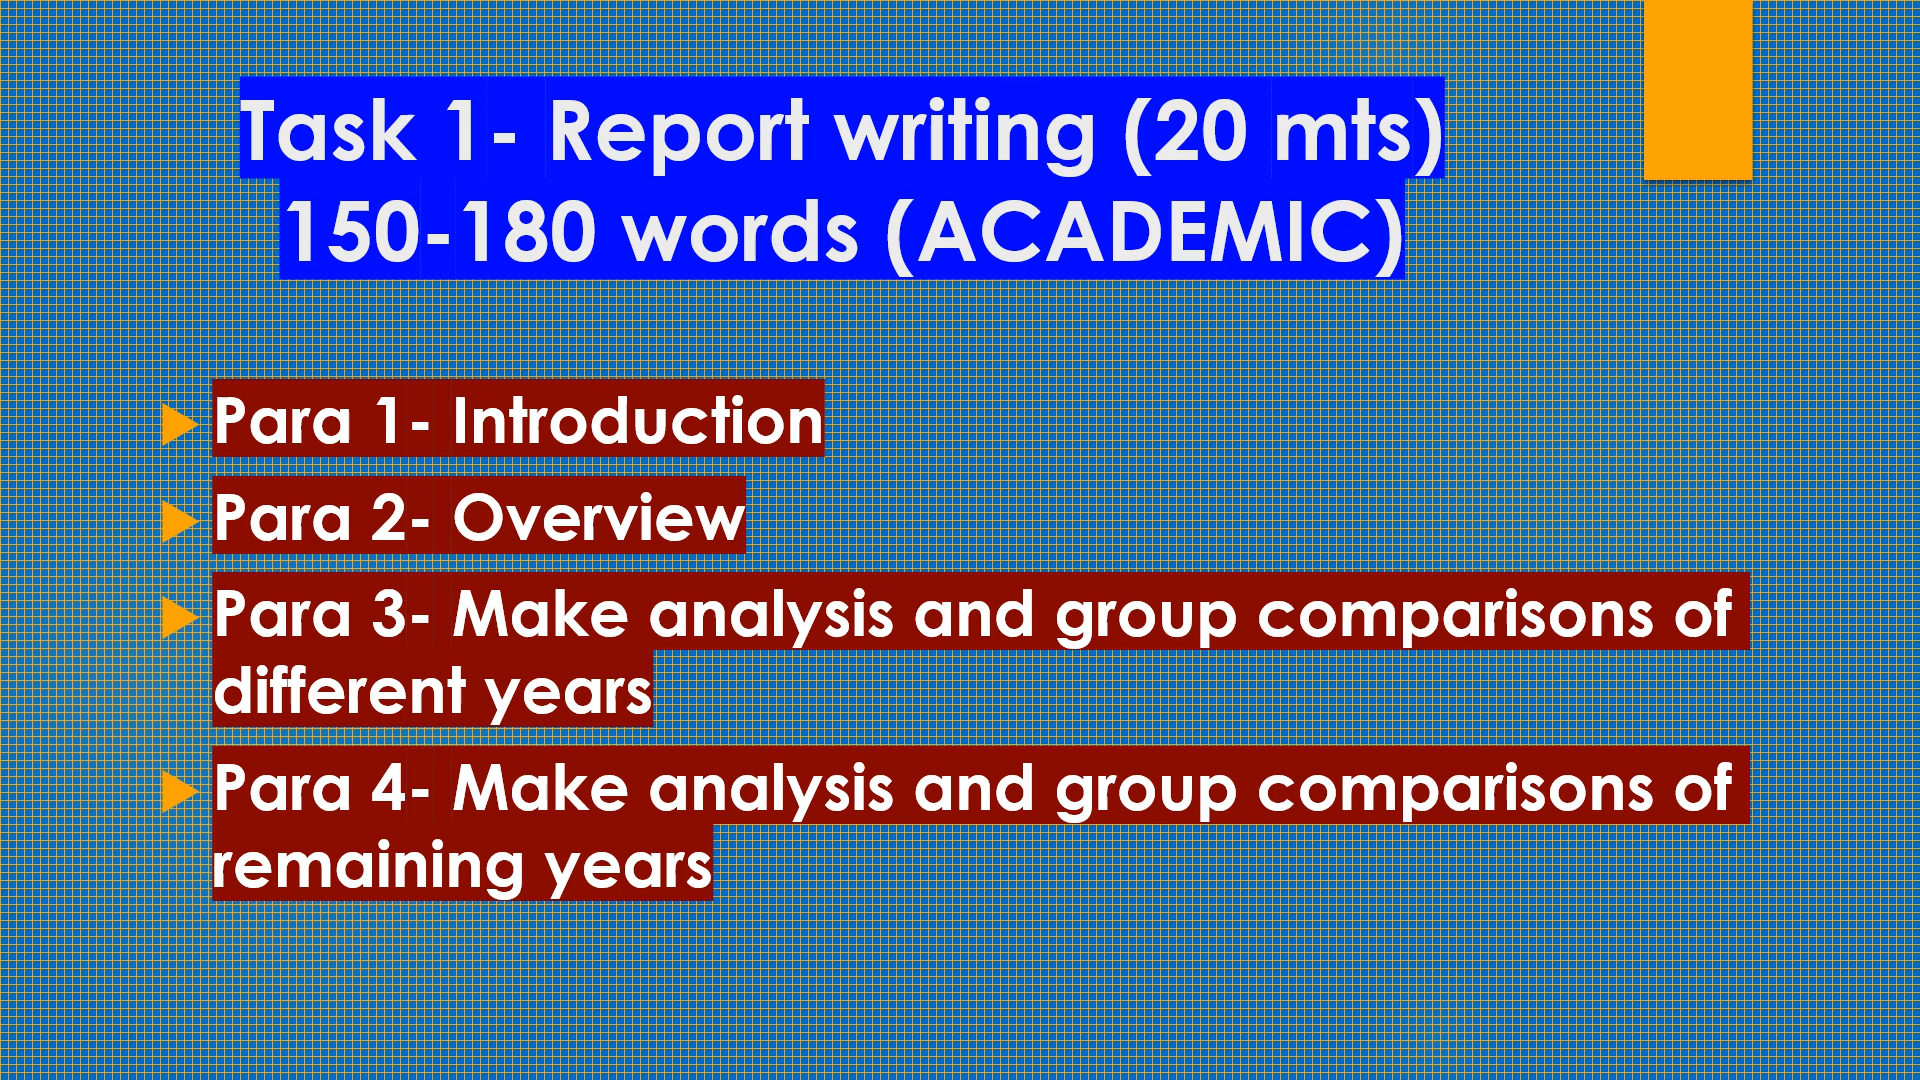 Task 1- Report writing (20 mts)
150-180 words (ACADEMIC)
Para 1- Introduction
Para 2- Overview
Para 3- Make analysis and group comparisons of
different years
Para 4- Make analysis and group comparisons of
remaining years